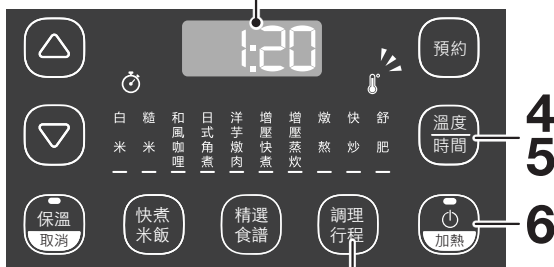 1:20
預約
白米
糙米
和風咖哩
日式角煮
洋芋燉肉
增壓快煮
增壓蒸炊
燉熬
快炒
舒肥
溫度
時間
4
5
保溫
取消
快煮
米飯
精選
食譜
調理
行程
加熱
6